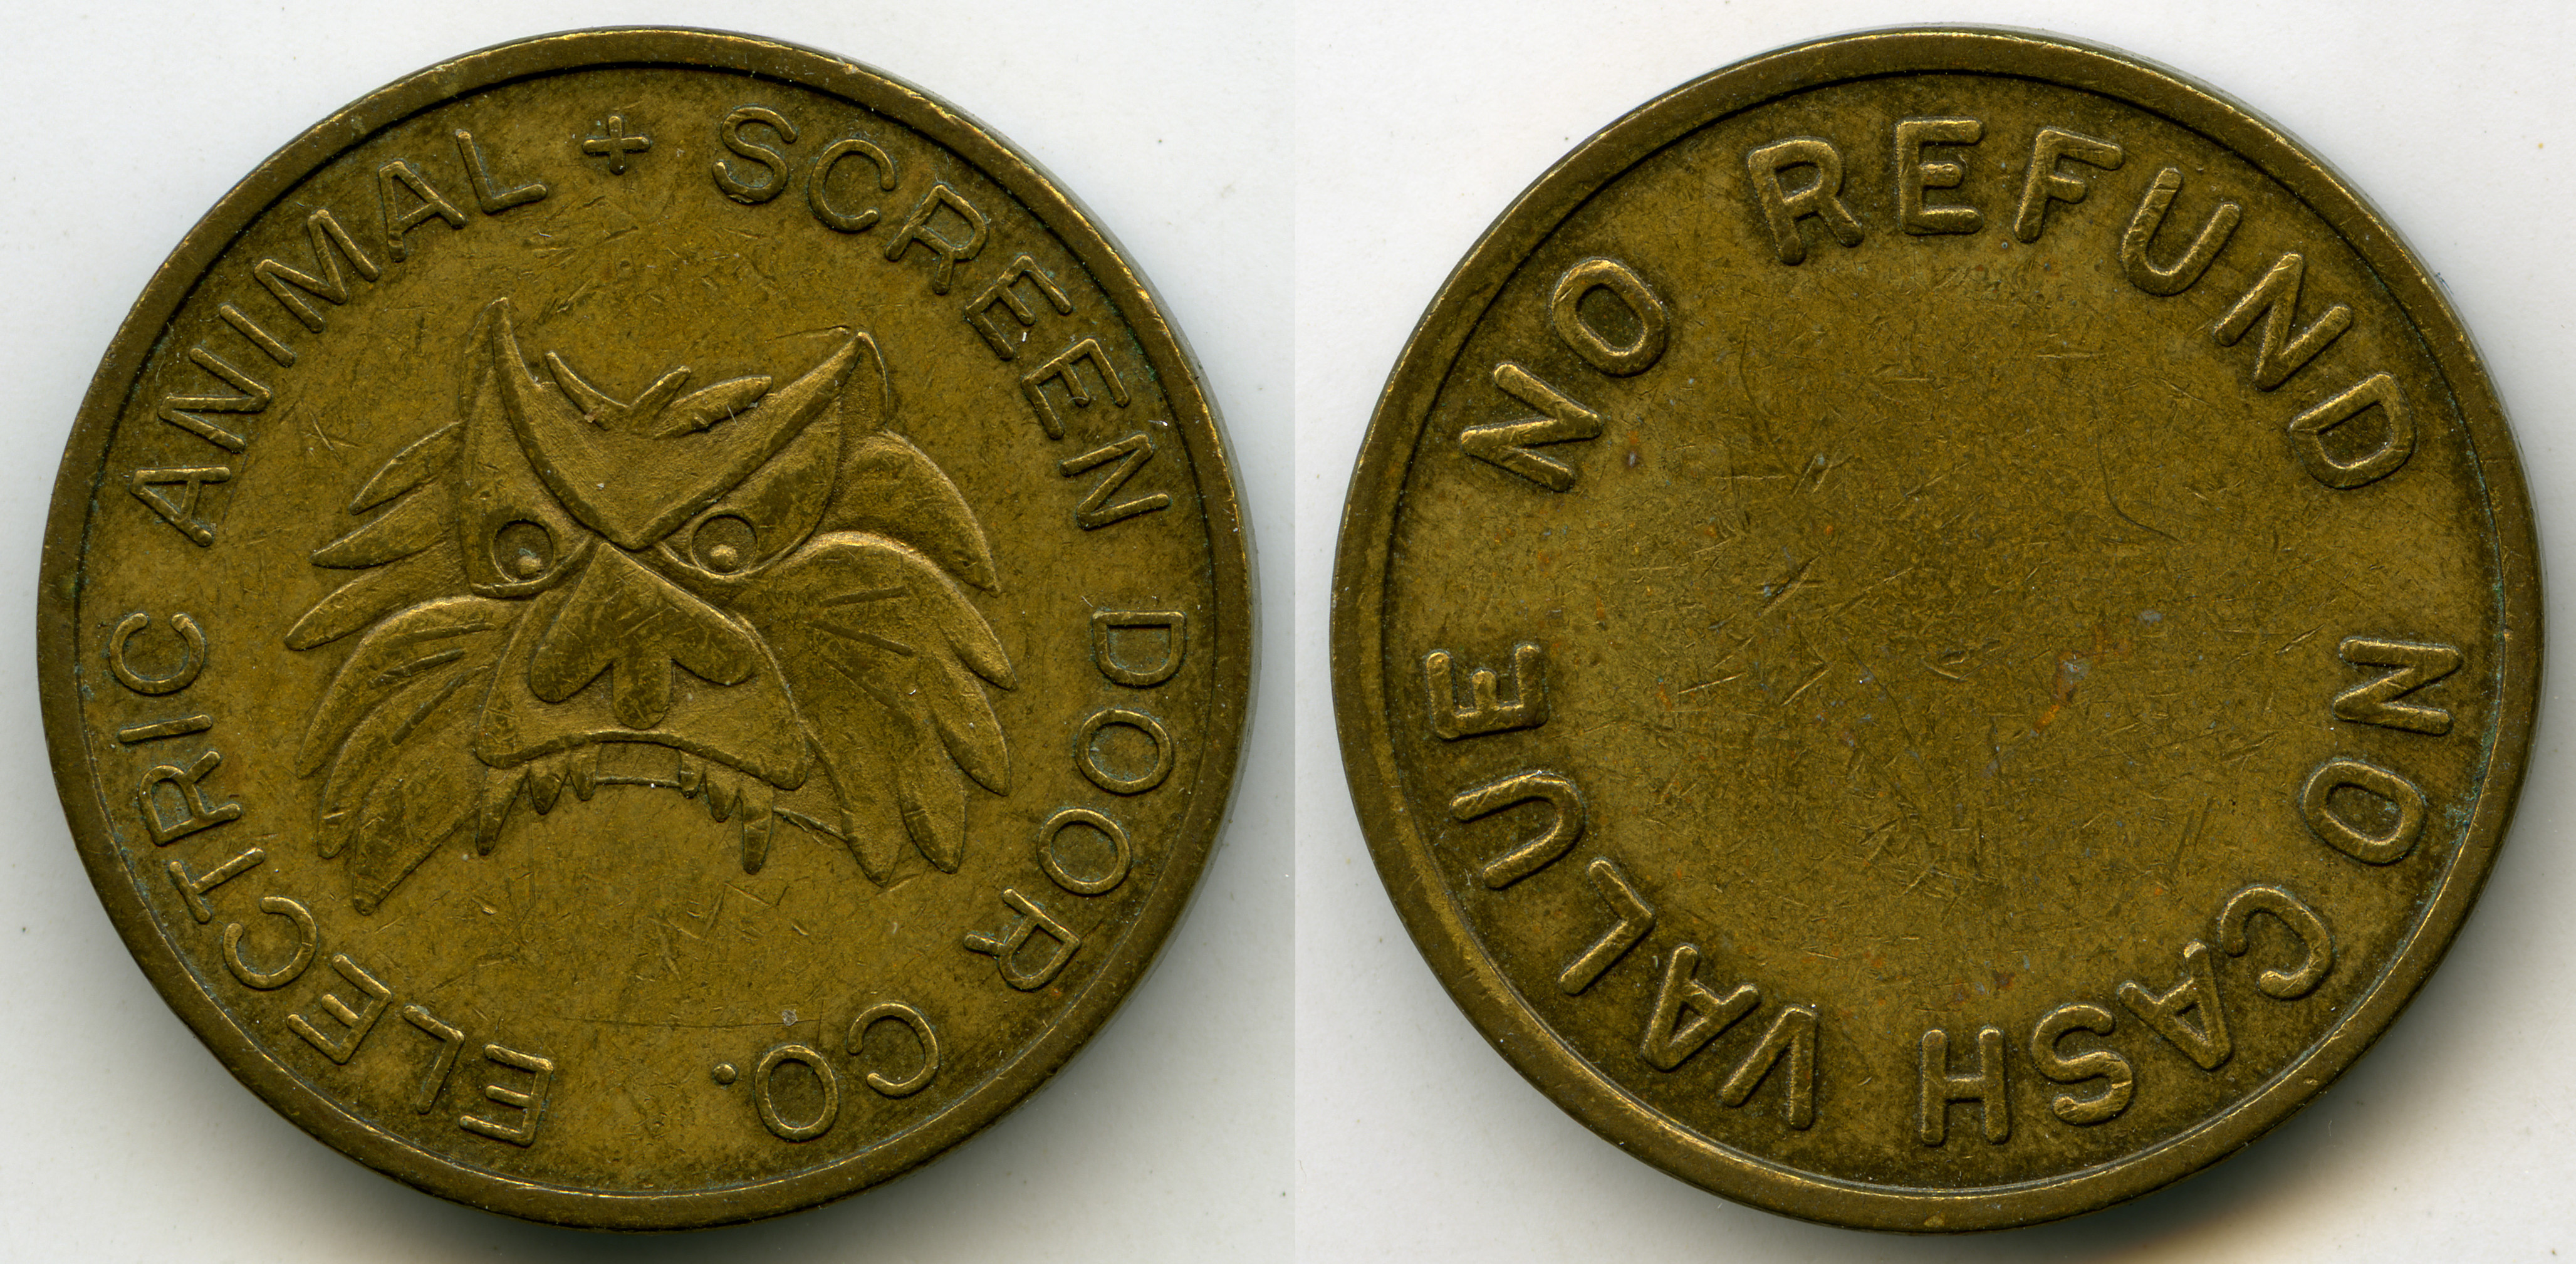 ELECTRIC ANIMAL + SCREEN DOOR CO.
NO REFUND NO CASH VALUE